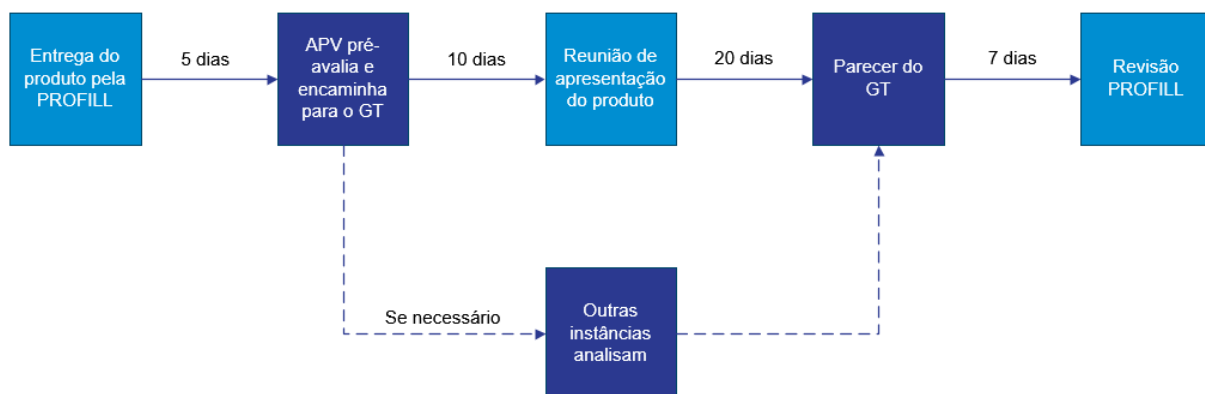 Entrega do
produto pela
PROFILL
5 dias
APV pré-
avalia e
encaminha
para o GT
10 dias
Reunião de
apresentação
do produto
20 dias
Parecer do
GT
7 dias
Revisão
PROFILL
Se necessário
Outras
instâncias
analisam